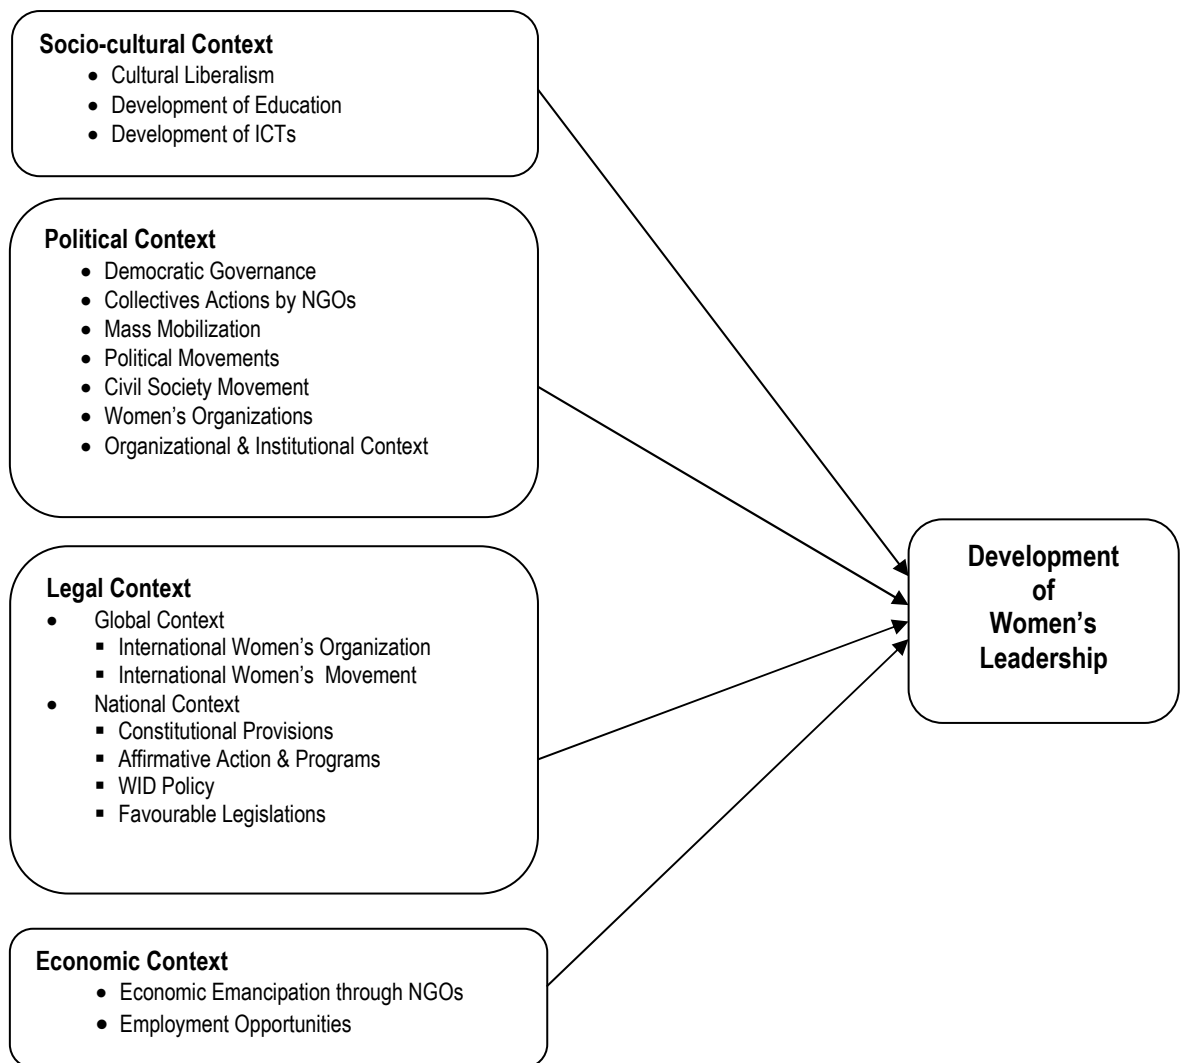 Socio-cultural Context
• Cultural Liberalism
• Development of Education
• Development of ICTs
Political Context
• Democratic Governance
• Collectives Actions by NGOs
• Mass Mobilization
• Political Movements
• Civil Society Movement
• Women’s Organizations
• Organizational & Institutional Context
Legal Context
• Global Context
▪ International Women’s Organization
▪ International Women’s Movement
• National Context
▪ Constitutional Provisions
▪ Affirmative Action & Programs
▪ WID Policy
▪ Favourable Legislations
Economic Context
• Economic Emancipation through NGOs
• Employment Opportunities
Development
of
Women’s
Leadership